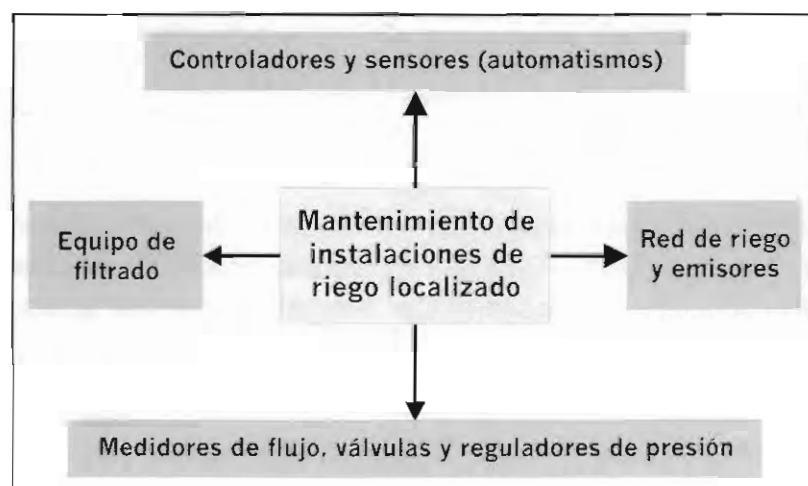 Controladores y sensores (automatismos)
Equipo de
filtrado
Mantenimiento de
instalaciones de
riego localizado
Red de riego
y emisores
Medidores de flujo, válvulas y reguladores de presión